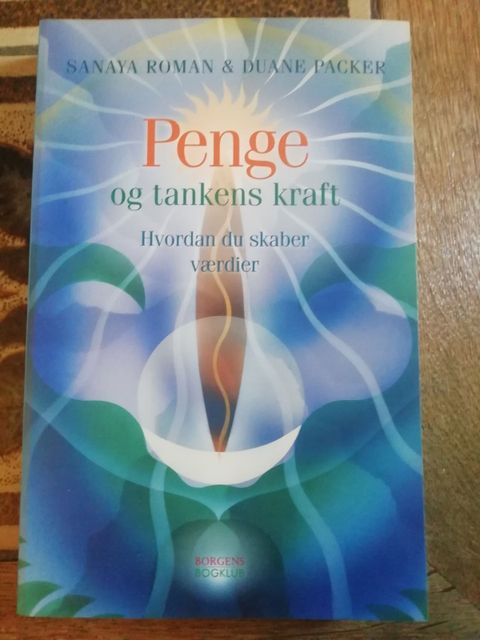 SANAYA ROMAN & DUANE PACKER
Penge
og tankens kraft
Hvordan du skaber
værdier
BORGENS
BOGKLUB